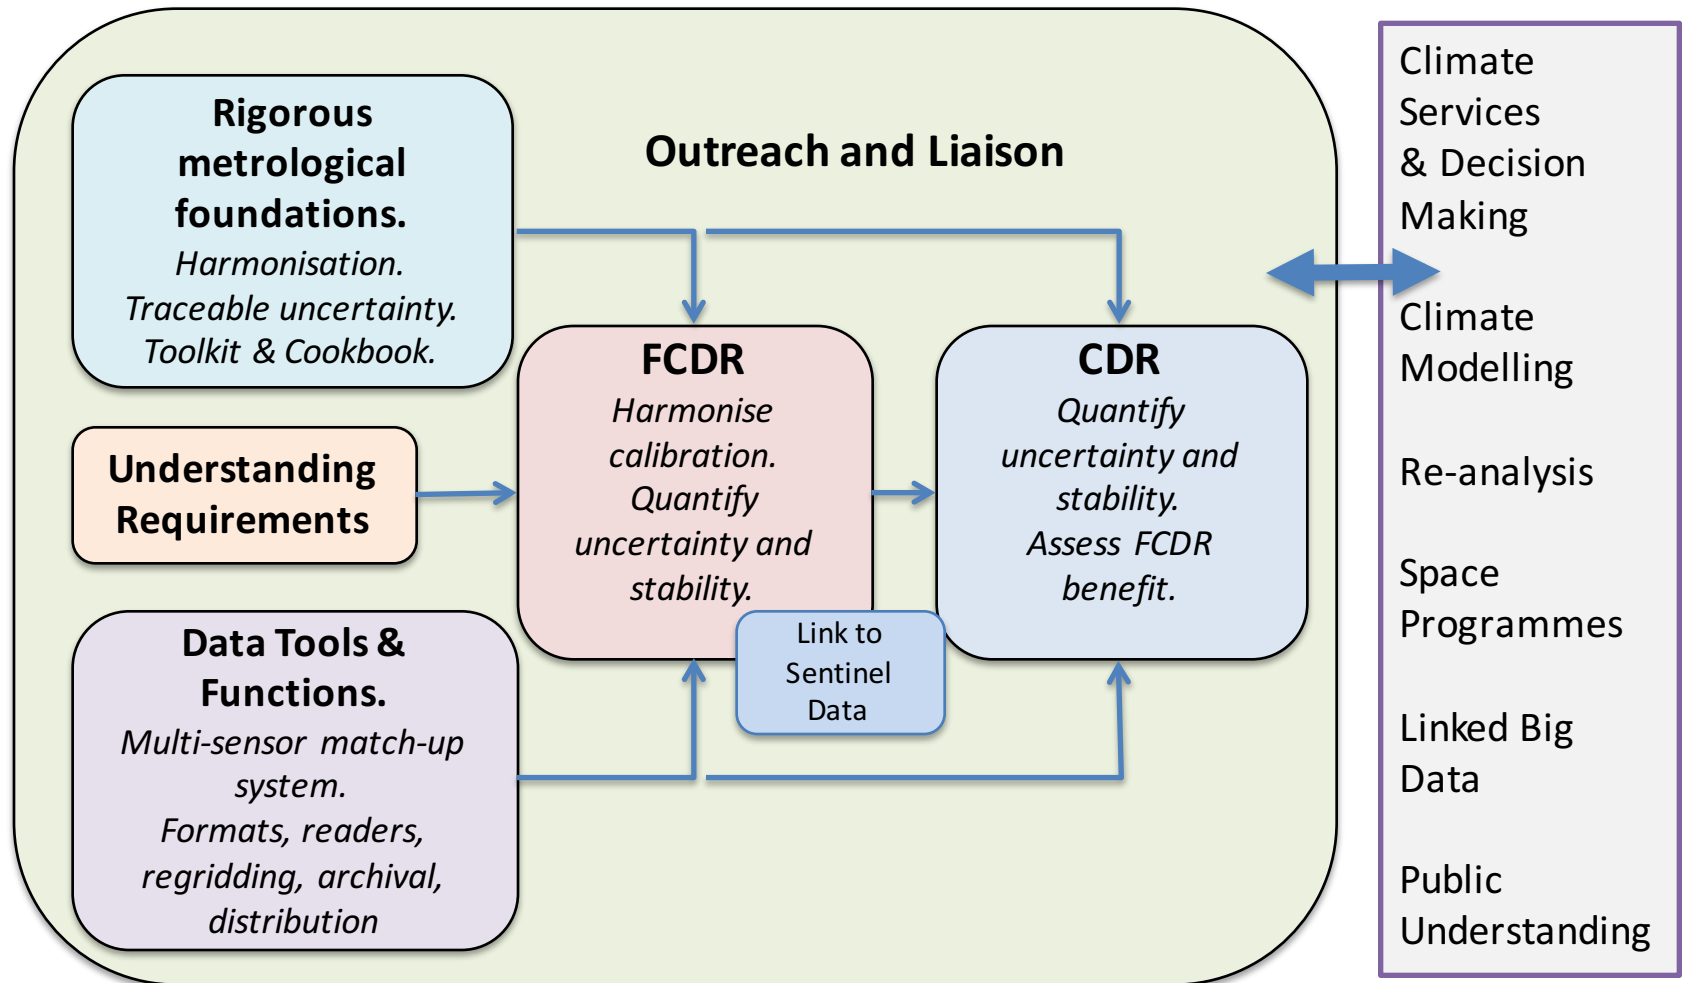 Rigorous
metrological
foundations.
Harmonisation.
Traceable uncertainty.
Toolkit & Cookbook.
Outreach and Liaison
Understanding
Requirements
Data Tools &
Functions.
Multi-sensor match-up
system.
Formats, readers,
regridding, archival,
distribution
FCDR
Harmonise
calibration.
Quantify
uncertainty and
stability.
CDR
Quantify
uncertainty and
stability.
Assess FCDR
benefit.
Link to
Sentinel
Data
Climate
Services
& Decision
Making
Climate
Modelling
Re-analysis
Space
Programmes
Linked Big
Data
Public
Understanding